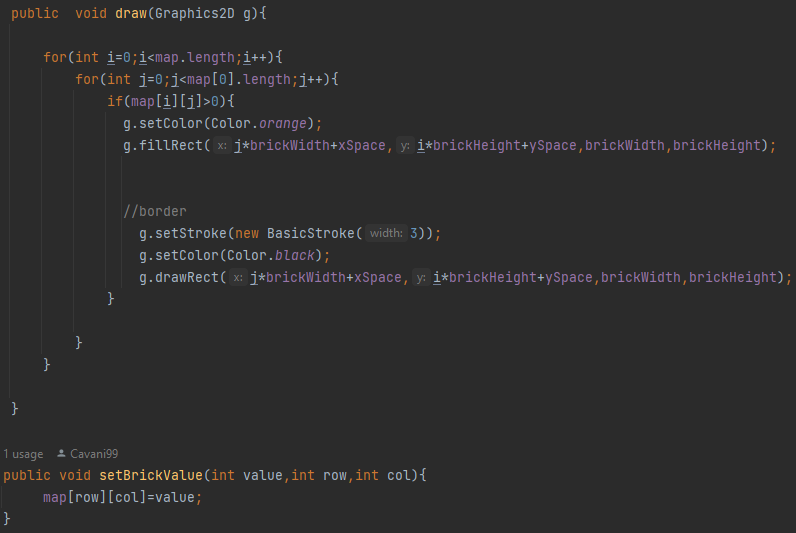 public  void draw(Graphics2D g){
for(int i=0;i<map.length;i++){
for(int j=0;j<map[0].length;j++){
if(map[i][j]>0){
g.setColor(Color.orange);
g.fillRect( x: j*brickWidth+xSpace, y: i*brickHeight+ySpace,brickWidth,brickHeight);
//border
g.setStroke(new BasicStroke( width: 3));
g.setColor(Color.black);
g.drawRect( x: j*brickWidth+xSpace, y: i*brickHeight+ySpace,brickWidth,brickHeight);
}
}
}
}
1 usage Cavani99
public void setBrickValue(int value,int row,int col){
map[row][col]=value;
}